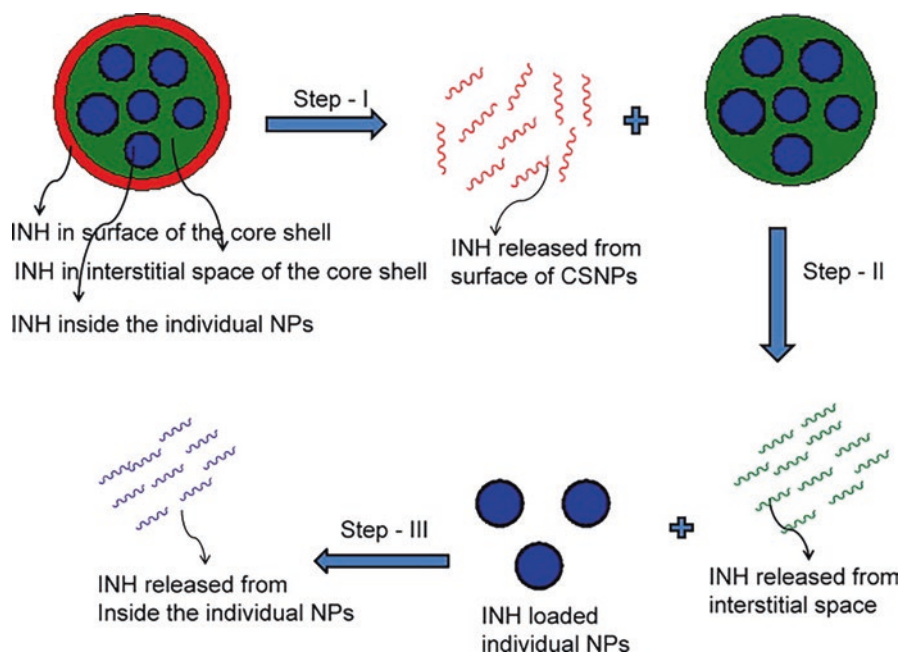 Step - I
INH in surface of the core shell
INH in interstitial space of the core shell
INH inside the individual NPs
INH released from
surface of CSNPs
Step - II
INH released from
interstitial space
INH loaded
individual NPs
Step - III
INH released from
Inside the individual NPs